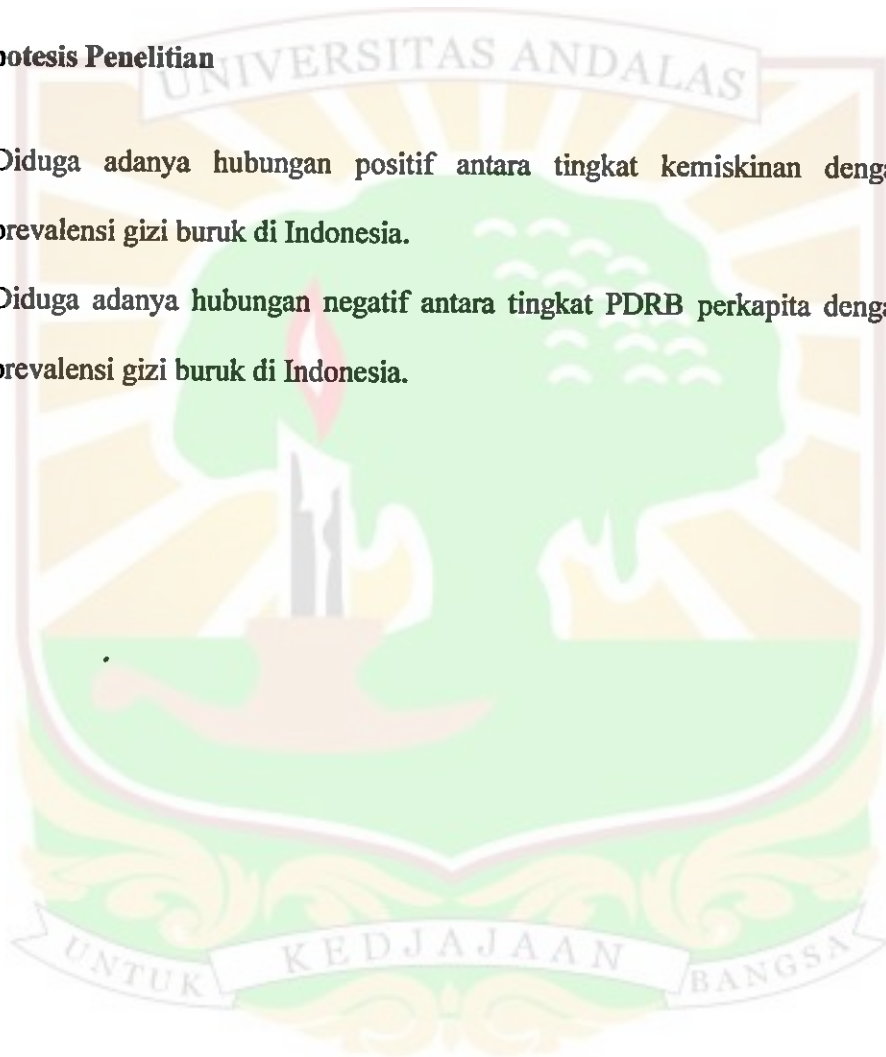 UNIVERSITAS ANDALAS
potesis Penelitian
Diduga adanya hubungan positif antara tingkat kemiskinan denga
prevalensi gizi buruk di Indonesia.
Diduga adanya hubungan negatif antara tingkat PDRB perkapita denga
prevalensi gizi buruk di Indonesia.
UNTUK KEDJAJAAN BANGSA